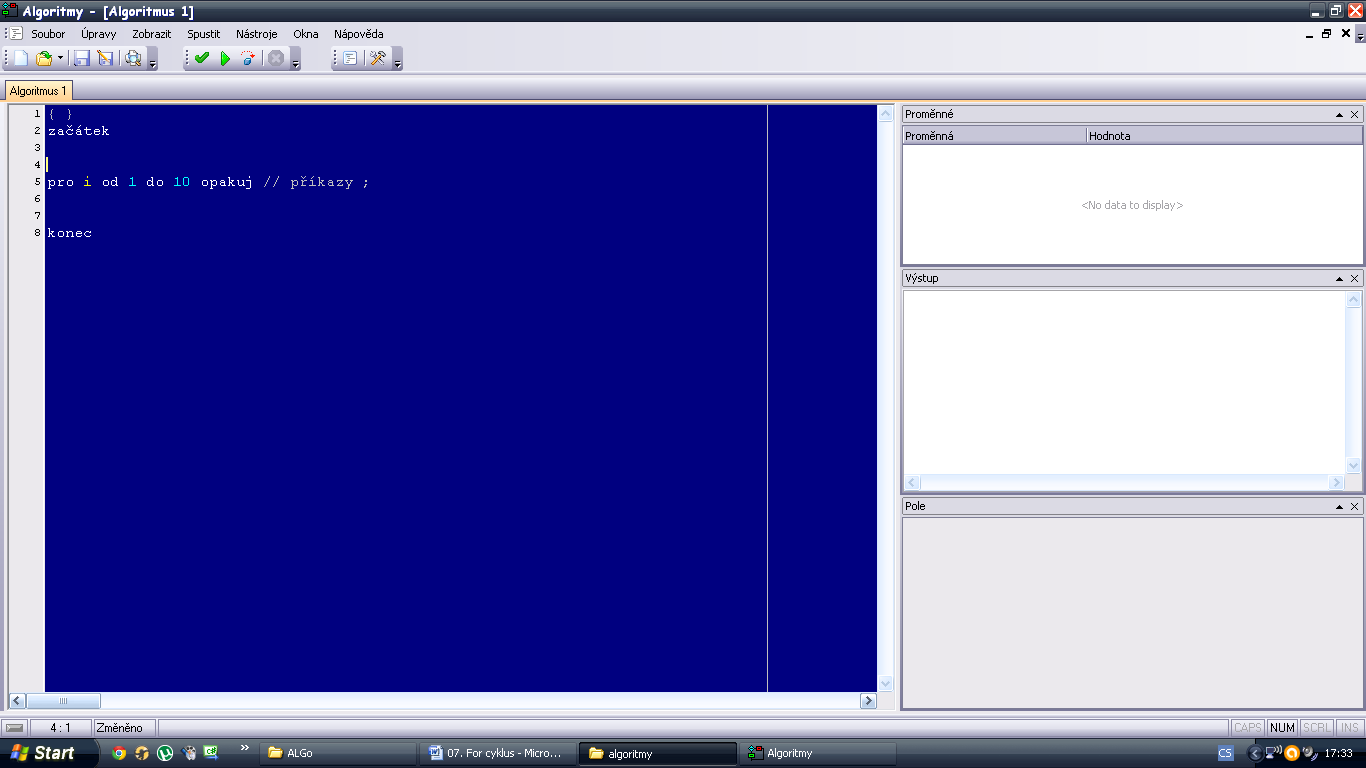 Algoritmy - [Algoritmus 1]
Soubor Úpravy Zobrazit Spustit Nástroje Okna Nápověda
Algoritmus 1
1 { }
2 začátek
3
4
5 pro i od 1 do 10 opakuj // příkazy ;
6
7
8 konec
Proměnné
Proměnná Hodnota
<No data to display>
Výstup
Pole
4 : 1 Změněno CAPS NUM SCRL INS
Start » ALGo 07. For cyklus - Micro... algoritmy Algoritmy CS 17:33